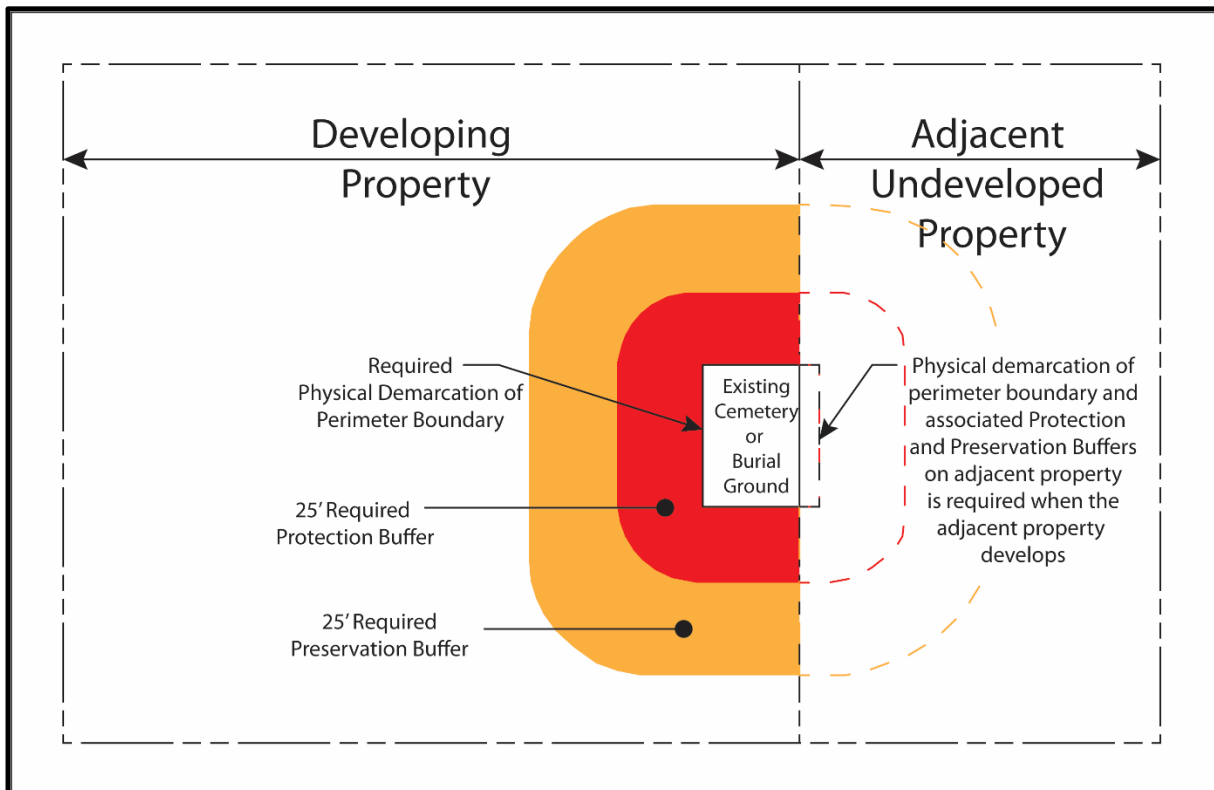 Developing
Property
Adjacent
Undeveloped
Property
Required
Physical Demarcation of
Perimeter Boundary
Existing
Cemetery
or
Burial
Ground
Physical demarcation of
perimeter boundary and
associated Protection
and Preservation Buffers
on adjacent property
is required when the
adjacent property
develops
25' Required
Protection Buffer
25' Required
Preservation Buffer